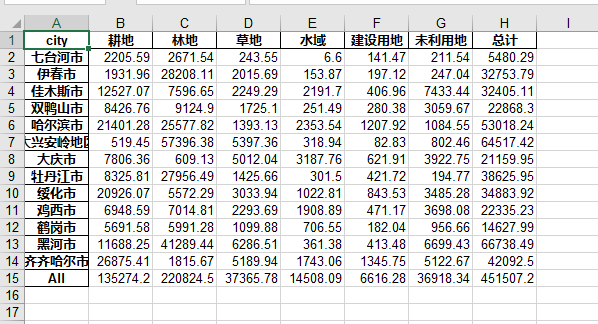 A B C D E F G H I
1 city 耕地 林地 草地 水域 建设用地 未利用地 总计
2 七台河市 2205.59 2671.54 243.55 6.6 141.47 211.54 5480.29
3 伊春市 1931.96 28208.11 2015.69 153.87 197.12 247.04 32753.79
4 佳木斯市 12527.07 7596.65 2249.29 2191.7 406.96 7433.44 32405.11
5 双鸭山市 8426.76 9124.9 1725.1 251.49 280.38 3059.67 22868.3
6 哈尔滨市 21401.28 25577.82 1393.13 2353.54 1207.92 1084.55 53018.24
7 大兴安岭地区 519.45 57396.38 5397.36 318.94 82.83 802.46 64517.42
8 大庆市 7806.36 609.13 5012.04 3187.76 621.91 3922.75 21159.95
9 牡丹江市 8325.81 27956.49 1425.66 301.5 421.72 194.77 38625.95
10 绥化市 20926.07 5572.29 3033.94 1022.81 843.53 3485.28 34883.92
11 鸡西市 6948.59 7014.81 2293.69 1908.89 471.17 3698.08 22335.23
12 鹤岗市 5691.58 5991.28 1099.88 706.55 182.04 956.66 14627.99
13 黑河市 11688.25 41289.44 6286.51 361.38 413.48 6699.43 66738.49
14 齐齐哈尔市 26875.41 1815.67 5189.94 1743.06 1345.75 5122.67 42092.5
15 All 135274.2 220824.5 37365.78 14508.09 6616.28 36918.34 451507.2
16
17